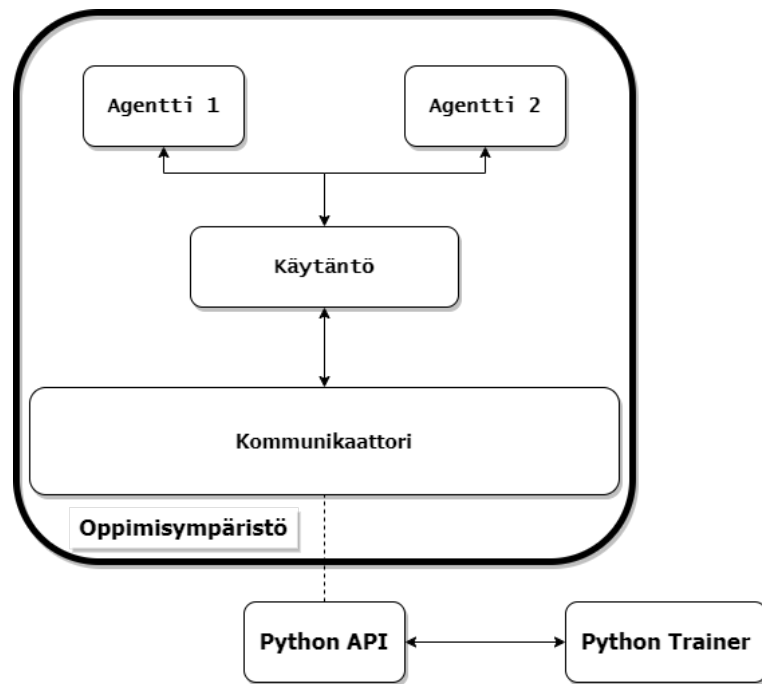 Agentti 1
Agentti 2
Käytäntö
Kommunikaattori
Oppimisympäristö
Python API
Python Trainer